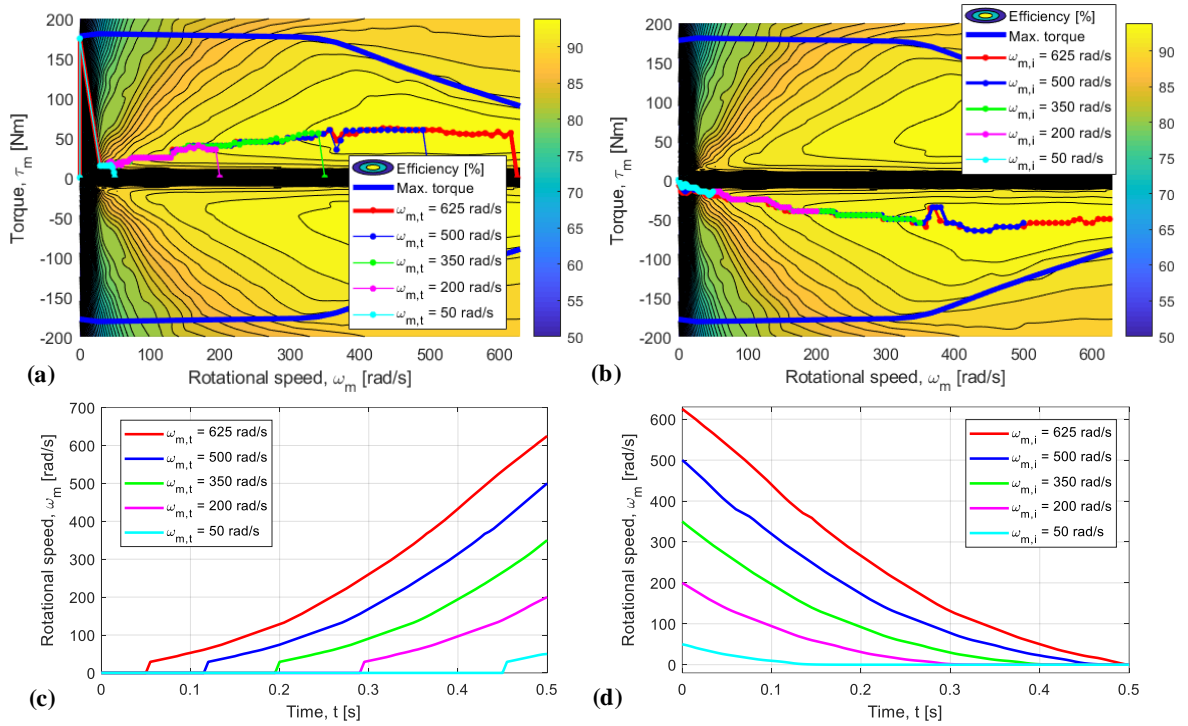 200
150
100
50
0
-50
-100
-150
-200
Torque, τm [Nm]
0 100 200 300 400 500 600
Rotational speed, ωm [rad/s]
Efficiency [%]
Max. torque
ωm,t = 625 rad/s
ωm,t = 500 rad/s
ωm,t = 350 rad/s
ωm,t = 200 rad/s
ωm,t = 50 rad/s
90
85
80
75
70
65
60
55
50
(a)
200
150
100
50
0
-50
-100
-150
-200
Torque, τm [Nm]
0 100 200 300 400 500 600
Rotational speed, ωm [rad/s]
Efficiency [%]
Max. torque
ωm,i = 625 rad/s
ωm,i = 500 rad/s
ωm,i = 350 rad/s
ωm,i = 200 rad/s
ωm,i = 50 rad/s
90
85
80
75
70
65
60
55
50
(b)
700
600
500
400
300
200
100
0
Rotational speed, ωm [rad/s]
ωm,t = 625 rad/s
ωm,t = 500 rad/s
ωm,t = 350 rad/s
ωm,t = 200 rad/s
ωm,t = 50 rad/s
0 0.1 0.2 0.3 0.4 0.5
Time, t [s]
(c)
600
500
400
300
200
100
0
Rotational speed, ωm [rad/s]
ωm,i = 625 rad/s
ωm,i = 500 rad/s
ωm,i = 350 rad/s
ωm,i = 200 rad/s
ωm,i = 50 rad/s
0 0.1 0.2 0.3 0.4 0.5
Time, t [s]
(d)